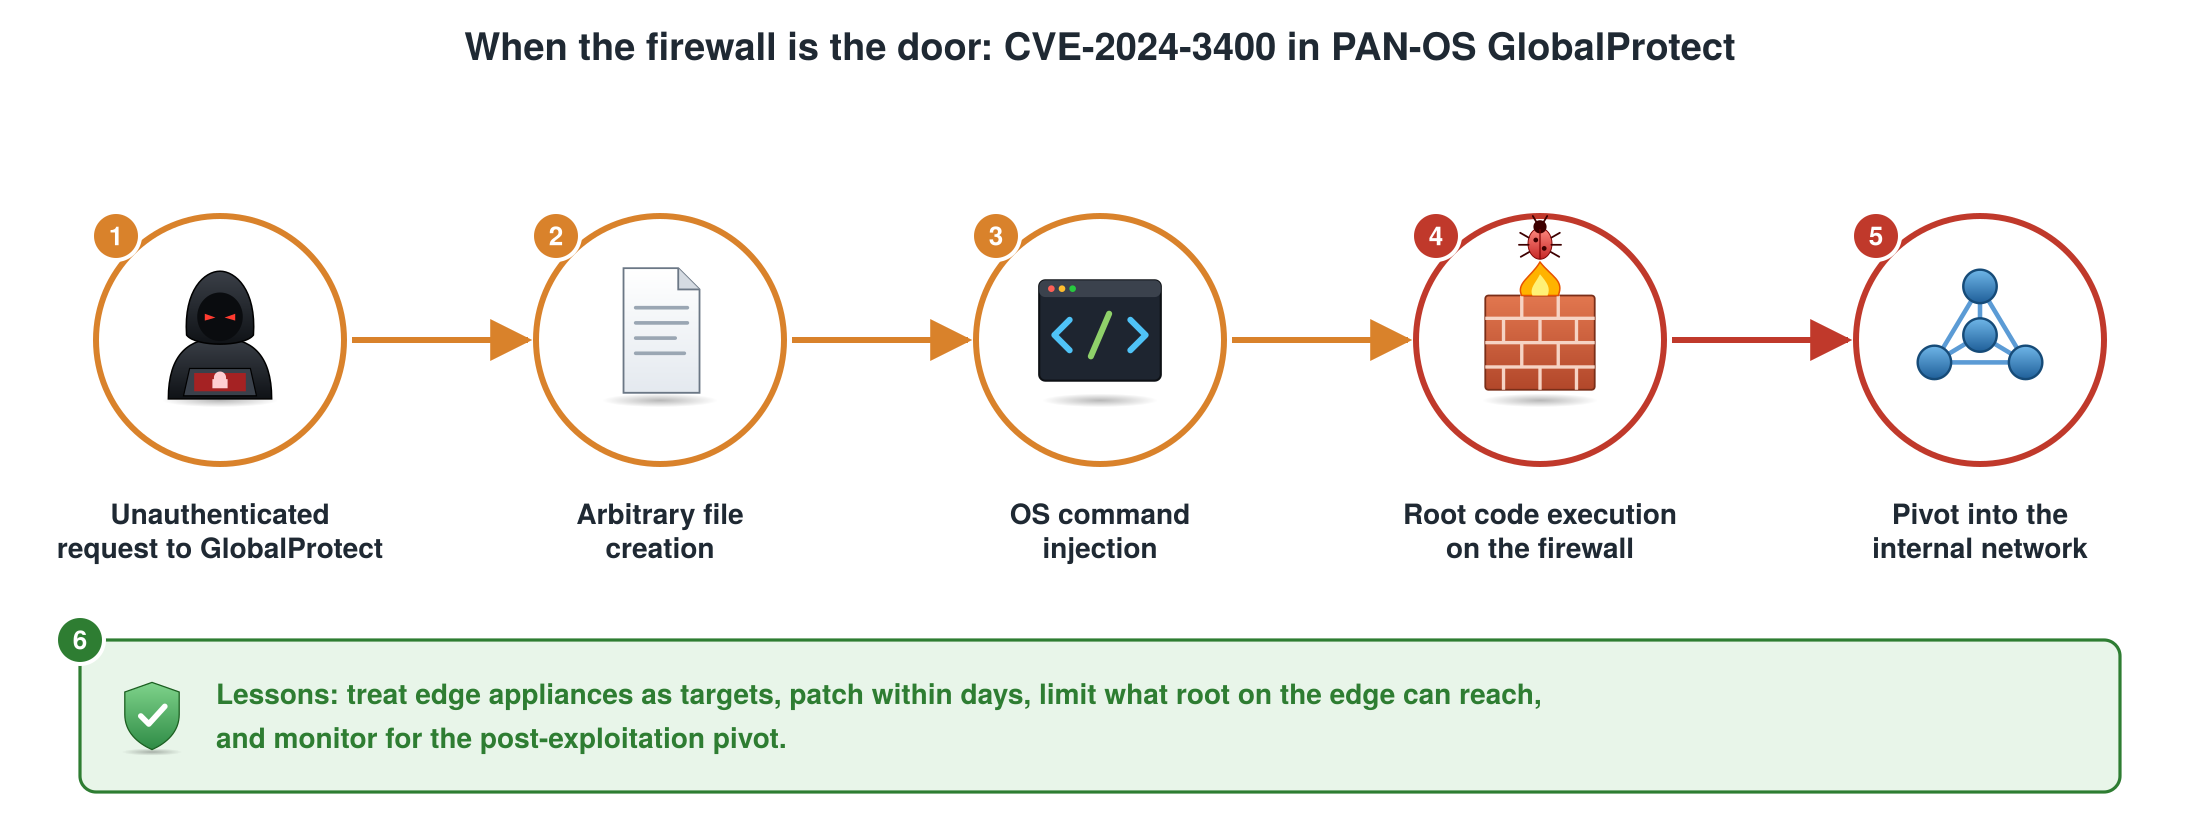 When the firewall is the door: CVE-2024-3400 in PAN-OS GlobalProtect
1
2
3
4
5
Unauthenticated
request to GlobalProtect
Arbitrary file
creation
OS command
injection
Root code execution
on the firewall
Pivot into the
internal network
6
Lessons: treat edge appliances as targets, patch within days, limit what root on the edge can reach,
and monitor for the post-exploitation pivot.